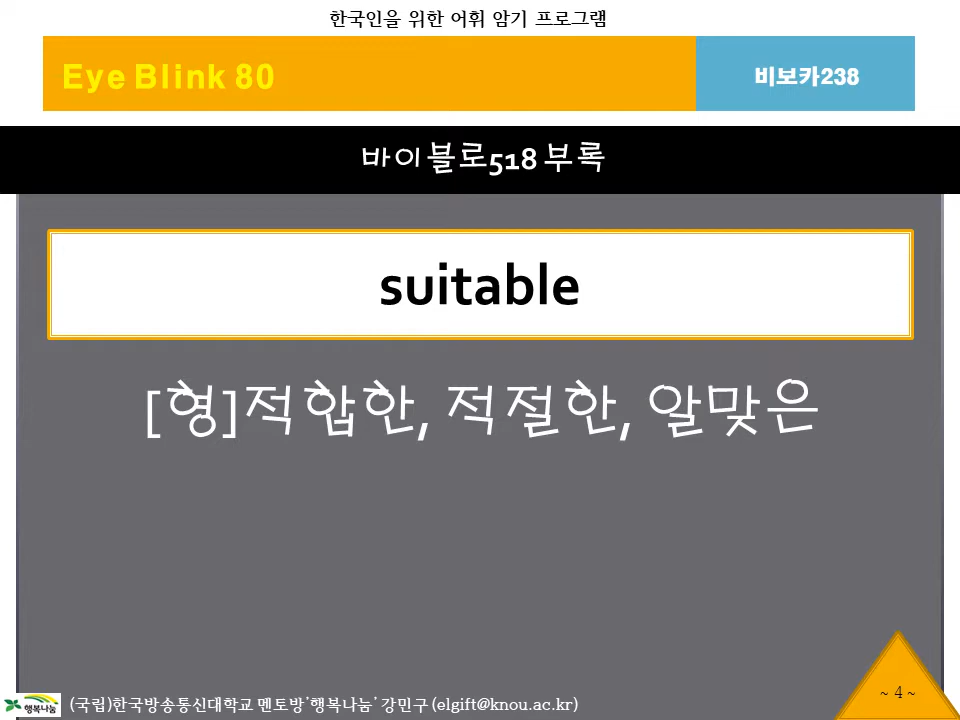 한국인을 위한 어휘 암기 프로그램
Eye Blink 80
비보카238
바이블로518 부록
suitable
[형]적합한, 적절한, 알맞은
~ 4 ~
행복나눔
(국립)한국방송통신대학교 멘토방'행복나눔' 강민구 (elgift@knou.ac.kr)